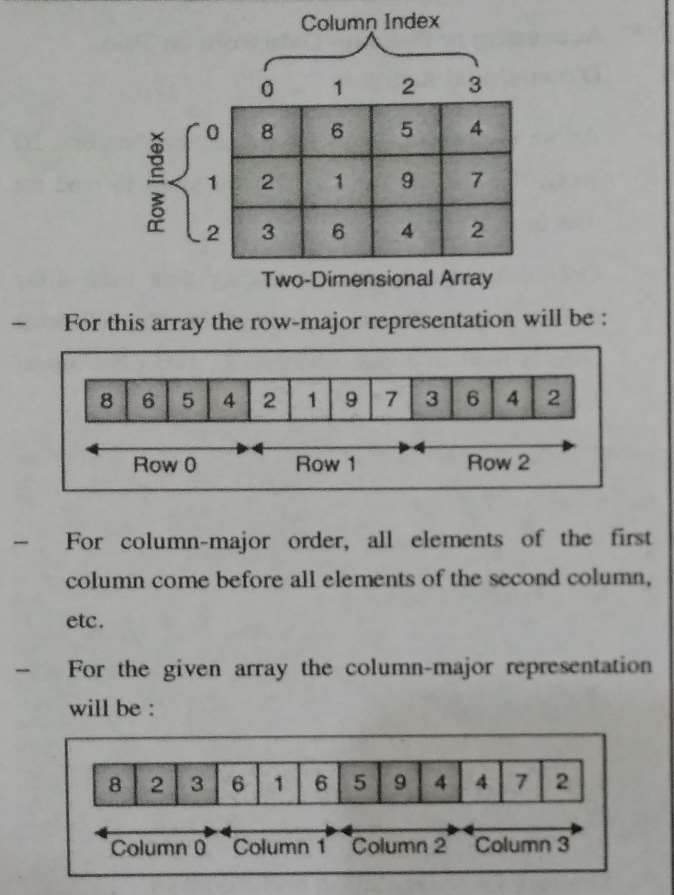 Column Index
0 1 2 3
Row Index
0 8 6 5 4
1 2 1 9 7
2 3 6 4 2
Two-Dimensional Array
– For this array the row-major representation will be :
8 6 5 4 2 1 9 7 3 6 4 2
Row 0 Row 1 Row 2
– For column-major order, all elements of the first
column come before all elements of the second column,
etc.
– For the given array the column-major representation
will be :
8 2 3 6 1 6 5 9 4 4 7 2
Column 0 Column 1 Column 2 Column 3